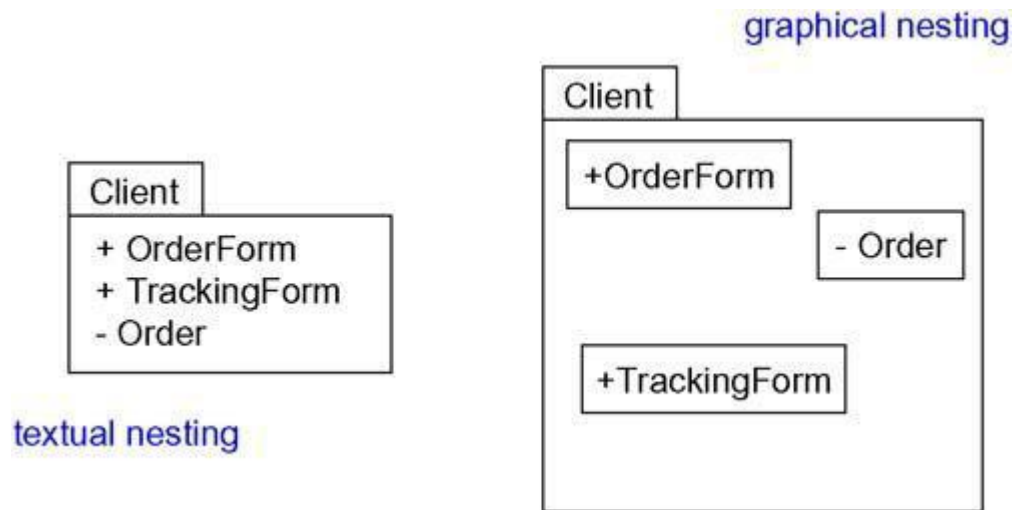 graphical nesting
Client
+ OrderForm
+ TrackingForm
- Order
textual nesting
Client
+OrderForm
- Order
+TrackingForm